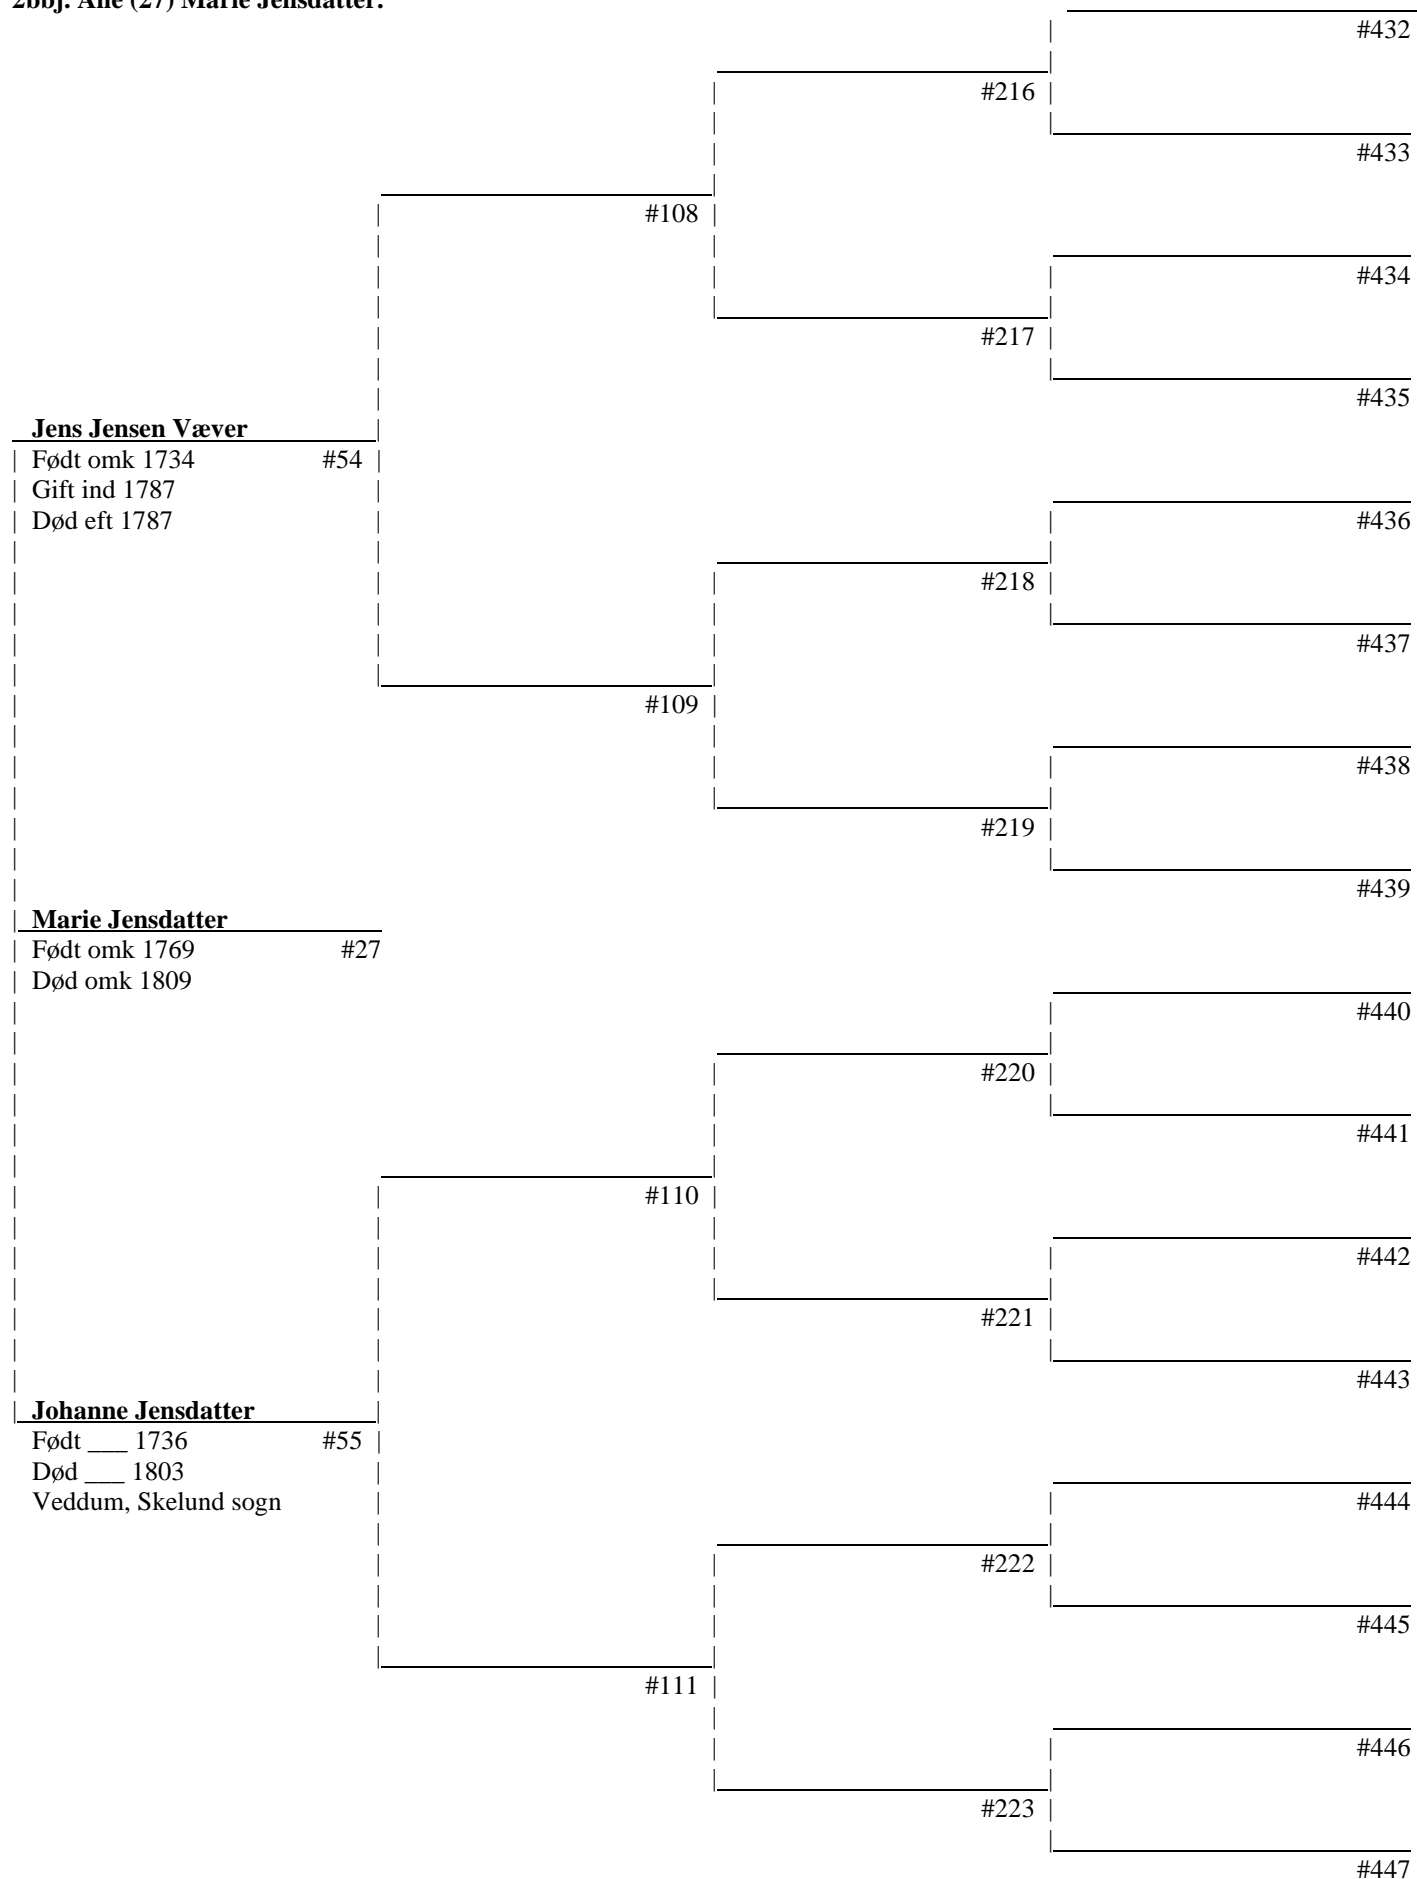 2bbj. Ane (27) Marie Jensdatter.
#432
#216
#433
#108
#434
#217
#435
Jens Jensen Væver
Født omk 1734 #54
Gift ind 1787
Død eft 1787
#436
#218
#437
#109
#438
#219
#439
Marie Jensdatter
Født omk 1769 #27
Død omk 1809
#440
#220
#441
#110
#442
#221
#443
Johanne Jensdatter
Født ___ 1736 #55
Død ___ 1803
Veddum, Skelund sogn
#444
#222
#445
#111
#446
#223
#447